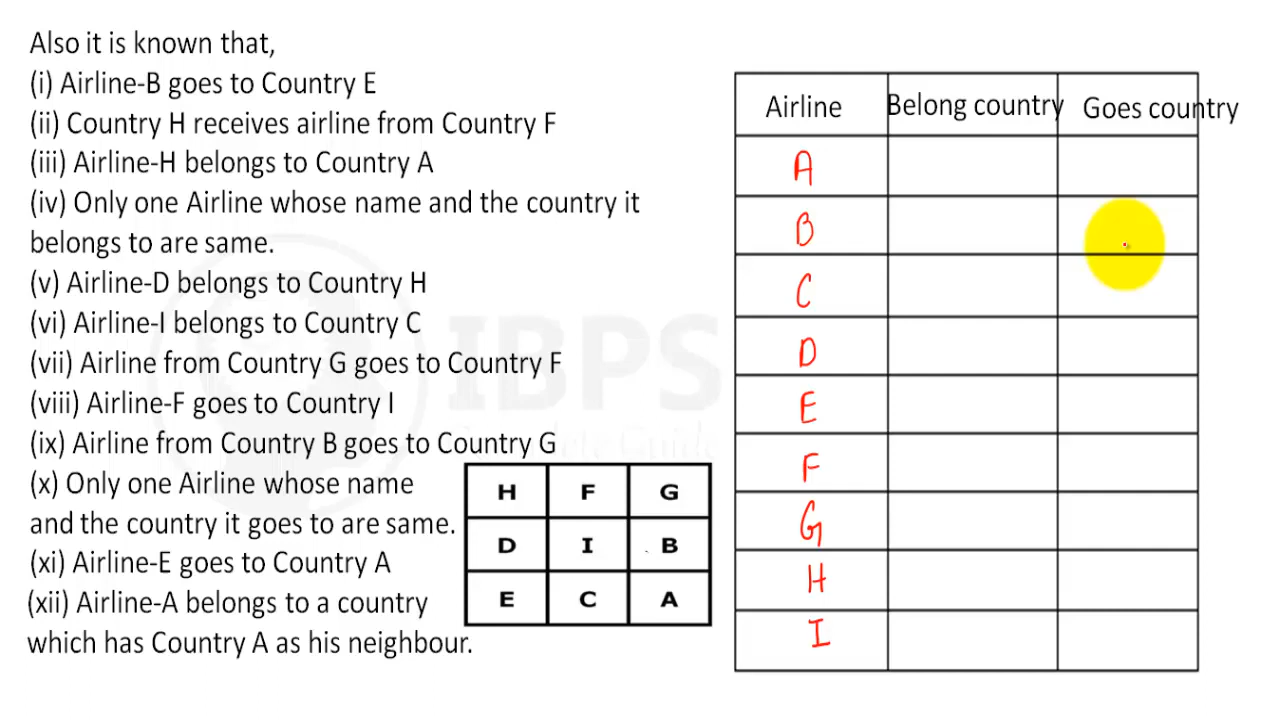 Also it is known that,
(i) Airline-B goes to Country E
(ii) Country H receives airline from Country F
(iii) Airline-H belongs to Country A
(iv) Only one Airline whose name and the country it
belongs to are same.
(v) Airline-D belongs to Country H
(vi) Airline-I belongs to Country C
(vii) Airline from Country G goes to Country F
(viii) Airline-F goes to Country I
(ix) Airline from Country B goes to Country G
(x) Only one Airline whose name
and the country it goes to are same.
(xi) Airline-E goes to Country A
(xii) Airline-A belongs to a country
which has Country A as his neighbour.
H F G
D I B
E C A
Airline Belong country Goes country
A
B
C
D
E
F
G
H
I
IBPS
Guide